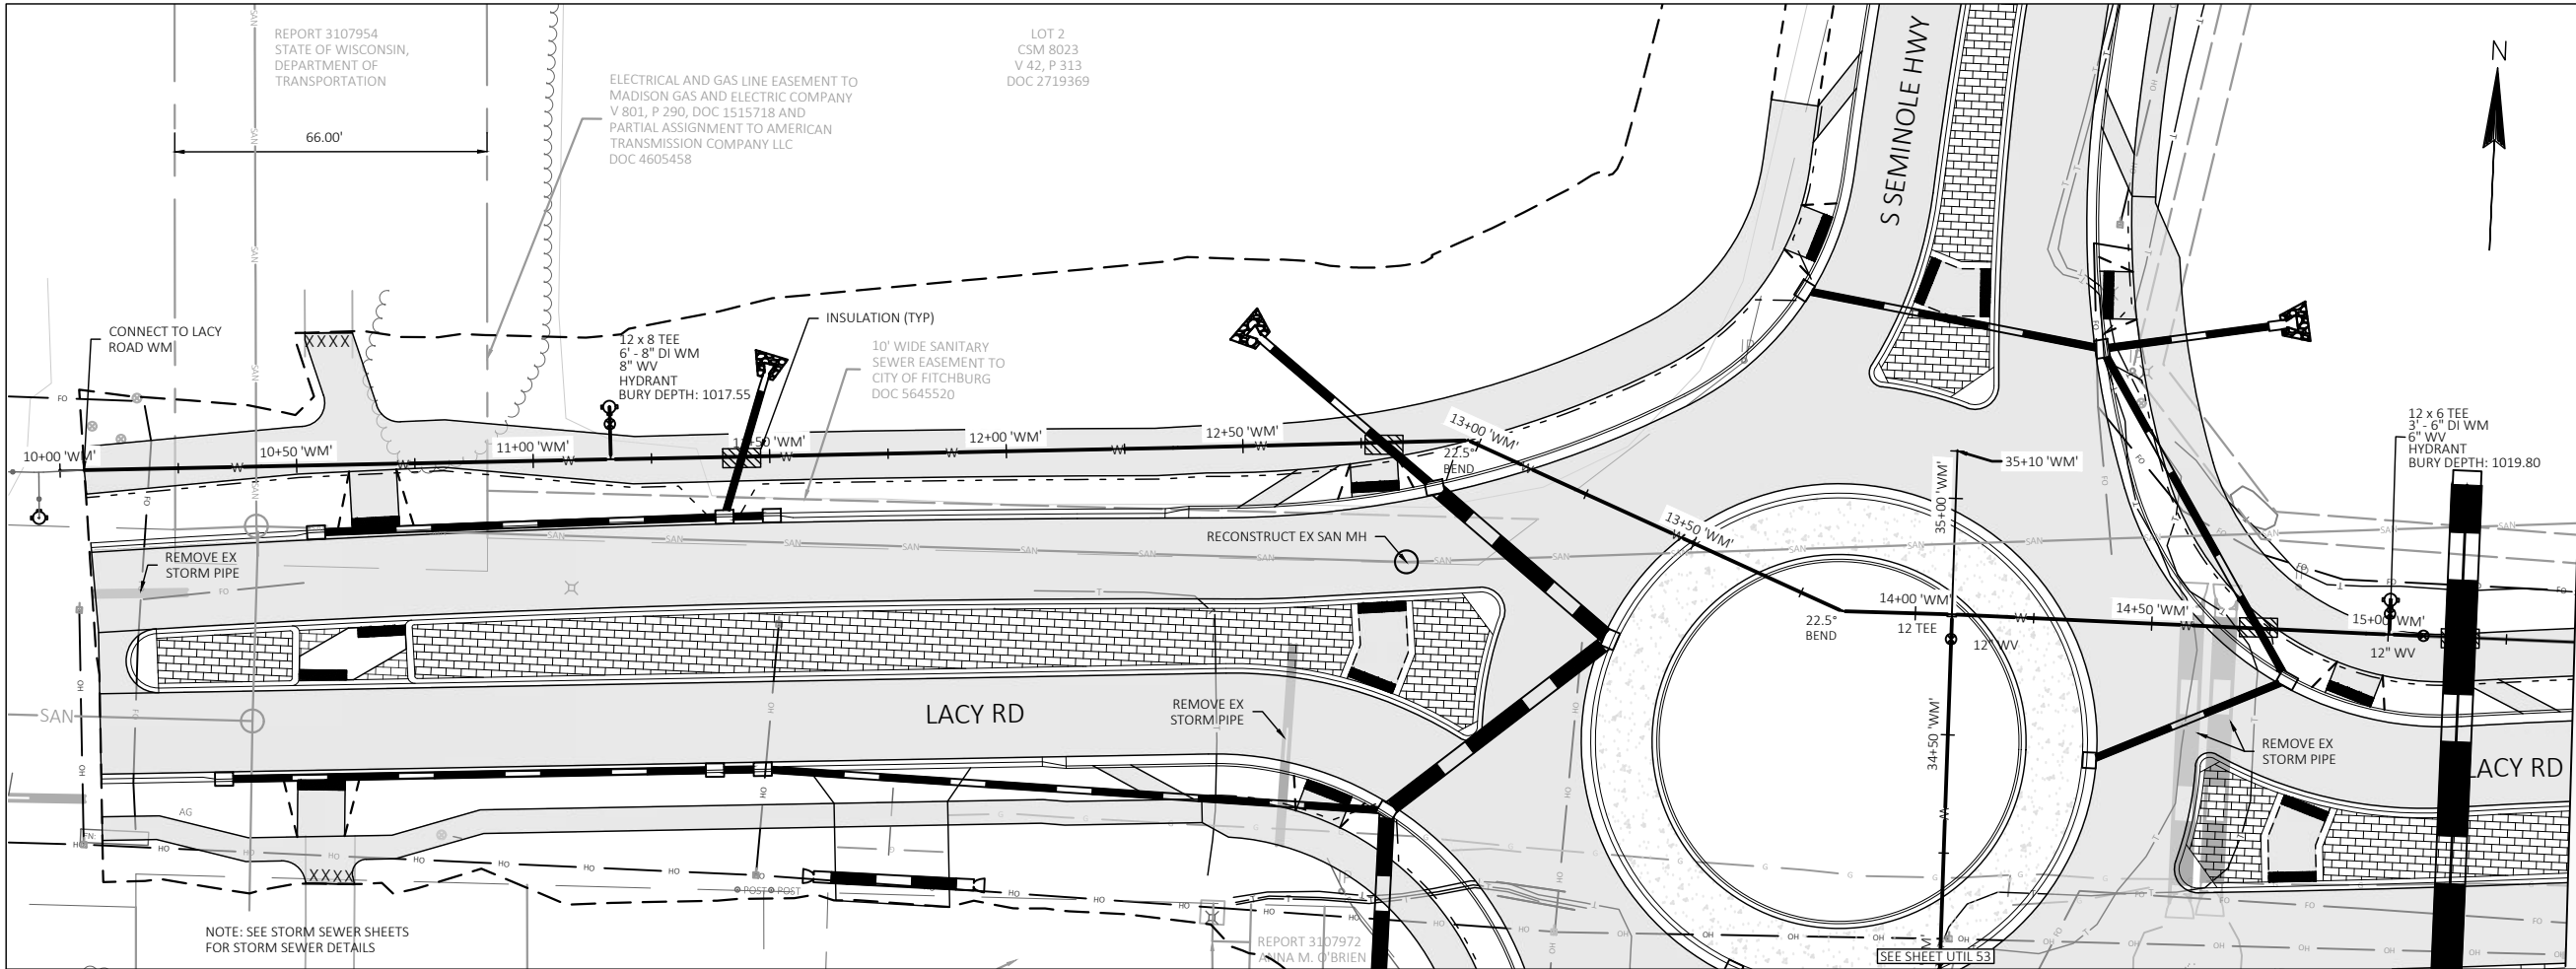 REPORT 3107954
STATE OF WISCONSIN,
DEPARTMENT OF
TRANSPORTATION
66.00'
ELECTRICAL AND GAS LINE EASEMENT TO
MADISON GAS AND ELECTRIC COMPANY
V 801, P 290, DOC 1515718 AND
PARTIAL ASSIGNMENT TO AMERICAN
TRANSMISSION COMPANY LLC
DOC 4605458
LOT 2
CSM 8023
V 42, P 313
DOC 2719369
S SEMINOLE HWY
N
CONNECT TO LACY
ROAD WM
12 x 8 TEE
6' - 8" DI WM
8" WV
HYDRANT
BURY DEPTH: 1017.55
INSULATION (TYP)
10' WIDE SANITARY
SEWER EASEMENT TO
CITY OF FITCHBURG
DOC 5645520
12 x 6 TEE
3' - 6" DI WM
6" WV
HYDRANT
BURY DEPTH: 1019.80
10+00 'WM'
10+50 'WM'
11+00 'WM'
11+50 'WM'
12+00 'WM'
12+50 'WM'
13+00 'WM'
22.5°
BEND
13+50 'WM'
35+10 'WM'
35+00 'WM'
REMOVE EX
STORM PIPE
RECONSTRUCT EX SAN MH
22.5°
BEND
14+00 'WM'
12 TEE
12" WV
14+50 'WM'
15+00 'WM'
12" WV
34+50 'WM'
SAN
LACY RD
REMOVE EX
STORM PIPE
REMOVE EX
STORM PIPE
LACY RD
AG
XXXX
XXXX
POST
POST
NOTE: SEE STORM SEWER SHEETS
FOR STORM SEWER DETAILS
REPORT 3107972
ANNA M. O'BRIEN
SEE SHEET UTIL 53